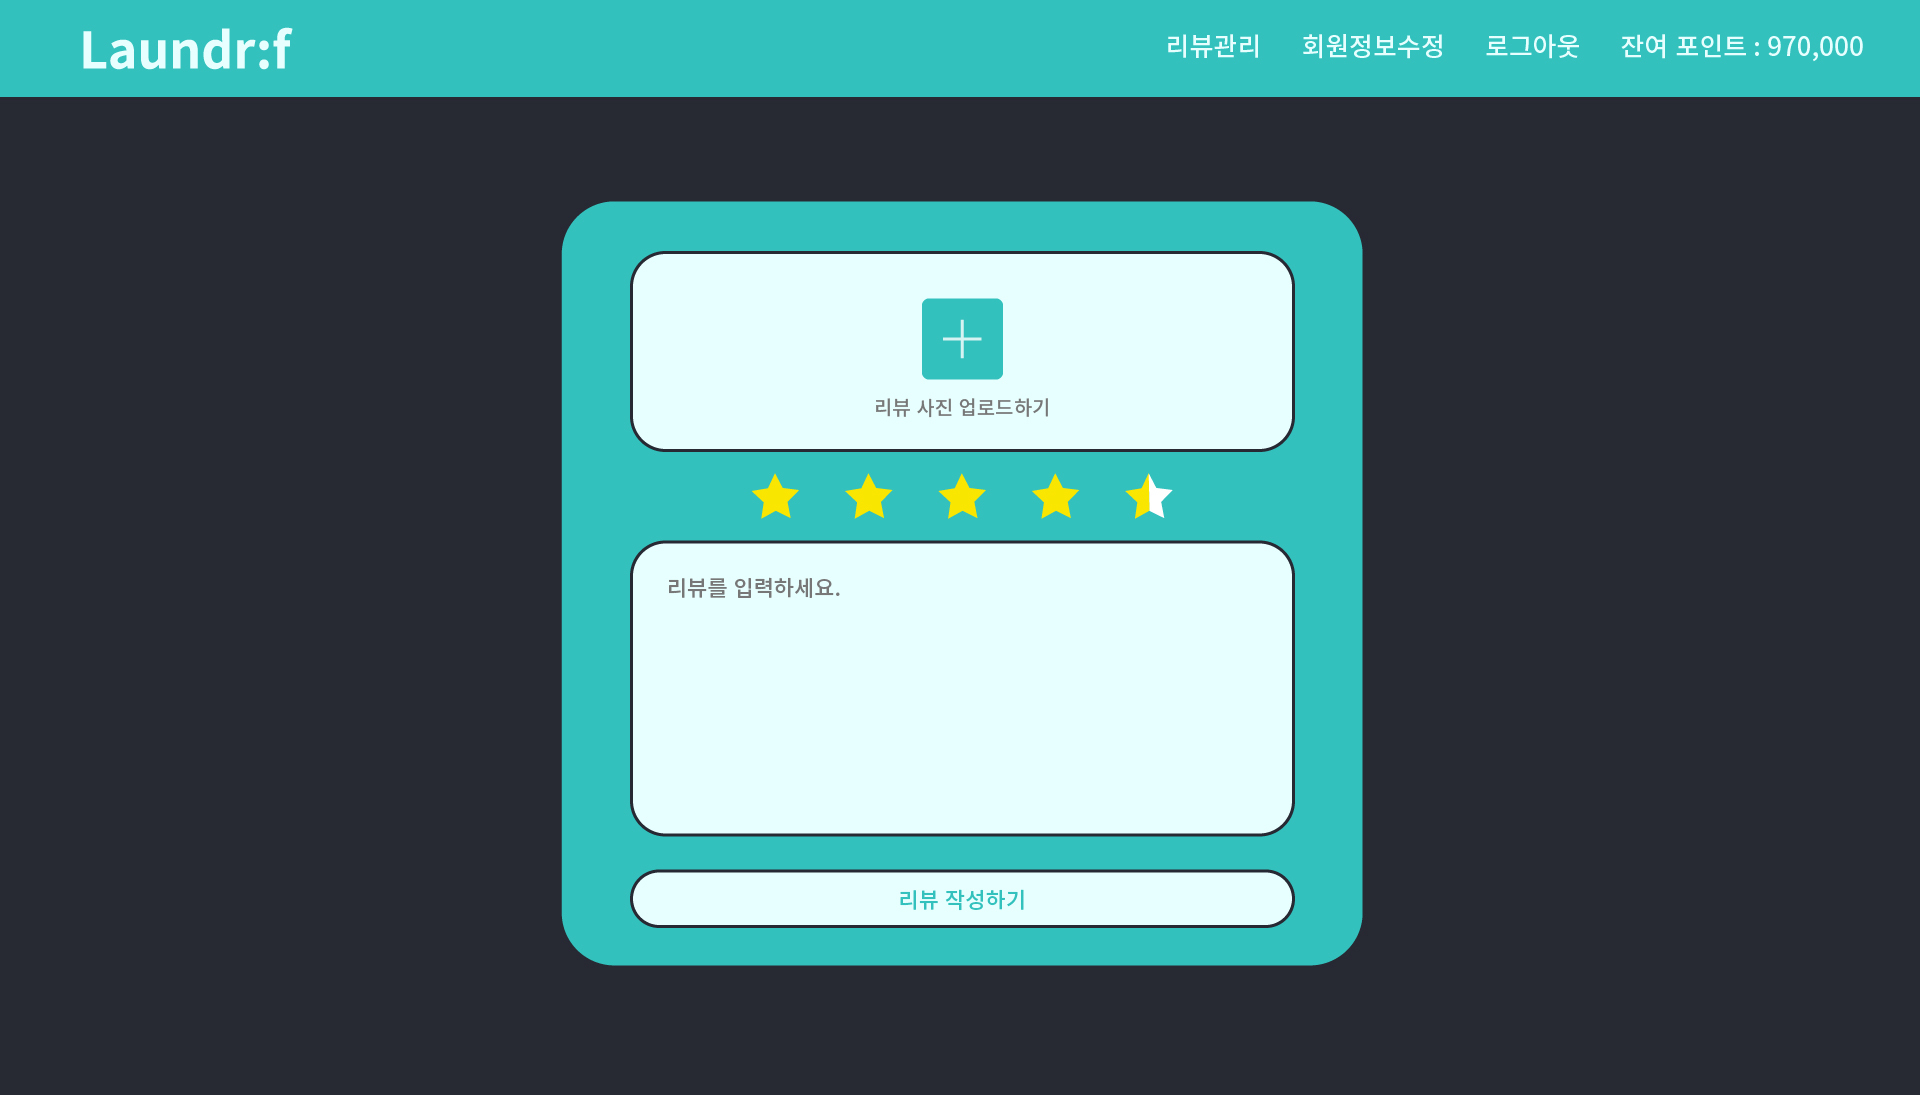 Laundr:f
리뷰관리 회원정보수정 로그아웃 잔여 포인트 : 970,000
리뷰 사진 업로드하기
리뷰를 입력하세요.
리뷰 작성하기